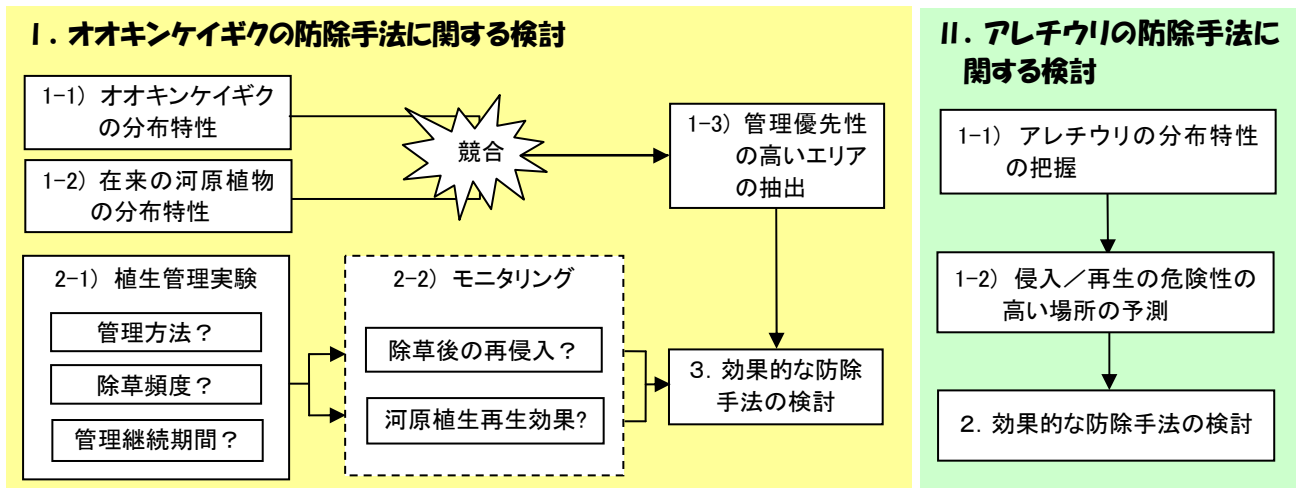 Ⅰ. オオキンケイギクの防除手法に関する検討
1-1) オオキンケイギク
の分布特性
1-2) 在来の河原植物
の分布特性
競合
1-3) 管理優先性
の高いエリア
の抽出
2-1) 植生管理実験
管理方法？
除草頻度？
管理継続期間？
2-2) モニタリング
除草後の再侵入？
河原植生再生効果?
3. 効果的な防除
手法の検討
Ⅱ. アレチウリの防除手法に
関する検討
1-1) アレチウリの分布特性
の把握
1-2) 侵入／再生の危険性の
高い場所の予測
2. 効果的な防除手法の検討